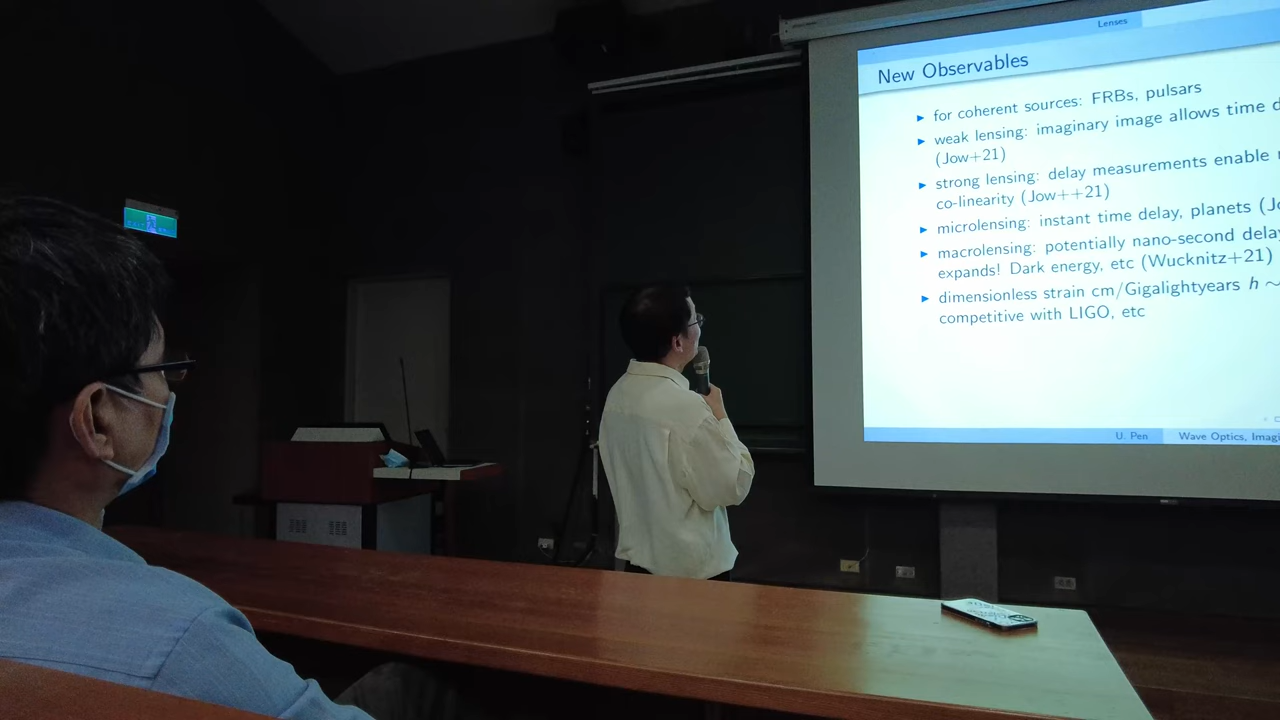 Lenses
New Observables
for coherent sources: FRBs, pulsars
weak lensing: imaginary image allows time
(Jow+21)
strong lensing: delay measurements enable
co-linearity (Jow++21)
microlensing: instant time delay, planets
macrolensing: potentially nano-second
expands! Dark energy, etc (Wucknitz+21)
dimensionless strain cm/Gigalightyears h ∼
competitive with LIGO, etc
U. Pen
Wave Optics,